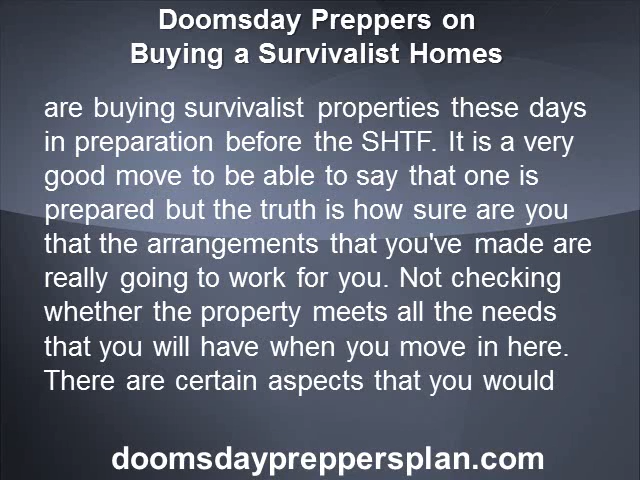 Doomsday Preppers on
Buying a Survivalist Homes
are buying survivalist properties these days
in preparation before the SHTF. It is a very
good move to be able to say that one is
prepared but the truth is how sure are you
that the arrangements that you've made are
really going to work for you. Not checking
whether the property meets all the needs
that you will have when you move in here.
There are certain aspects that you would
doomsdaypreppersplan.com